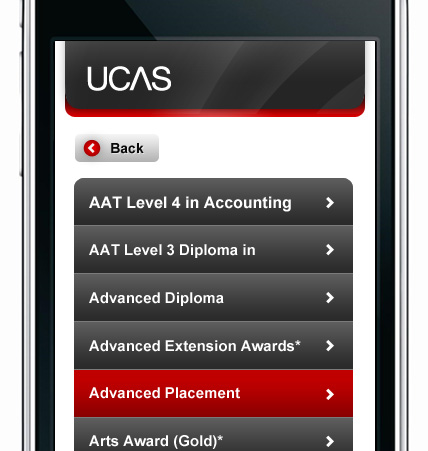 UCAS
Back
AAT Level 4 in Accounting
AAT Level 3 Diploma in
Advanced Diploma
Advanced Extension Awards*
Advanced Placement
Arts Award (Gold)*